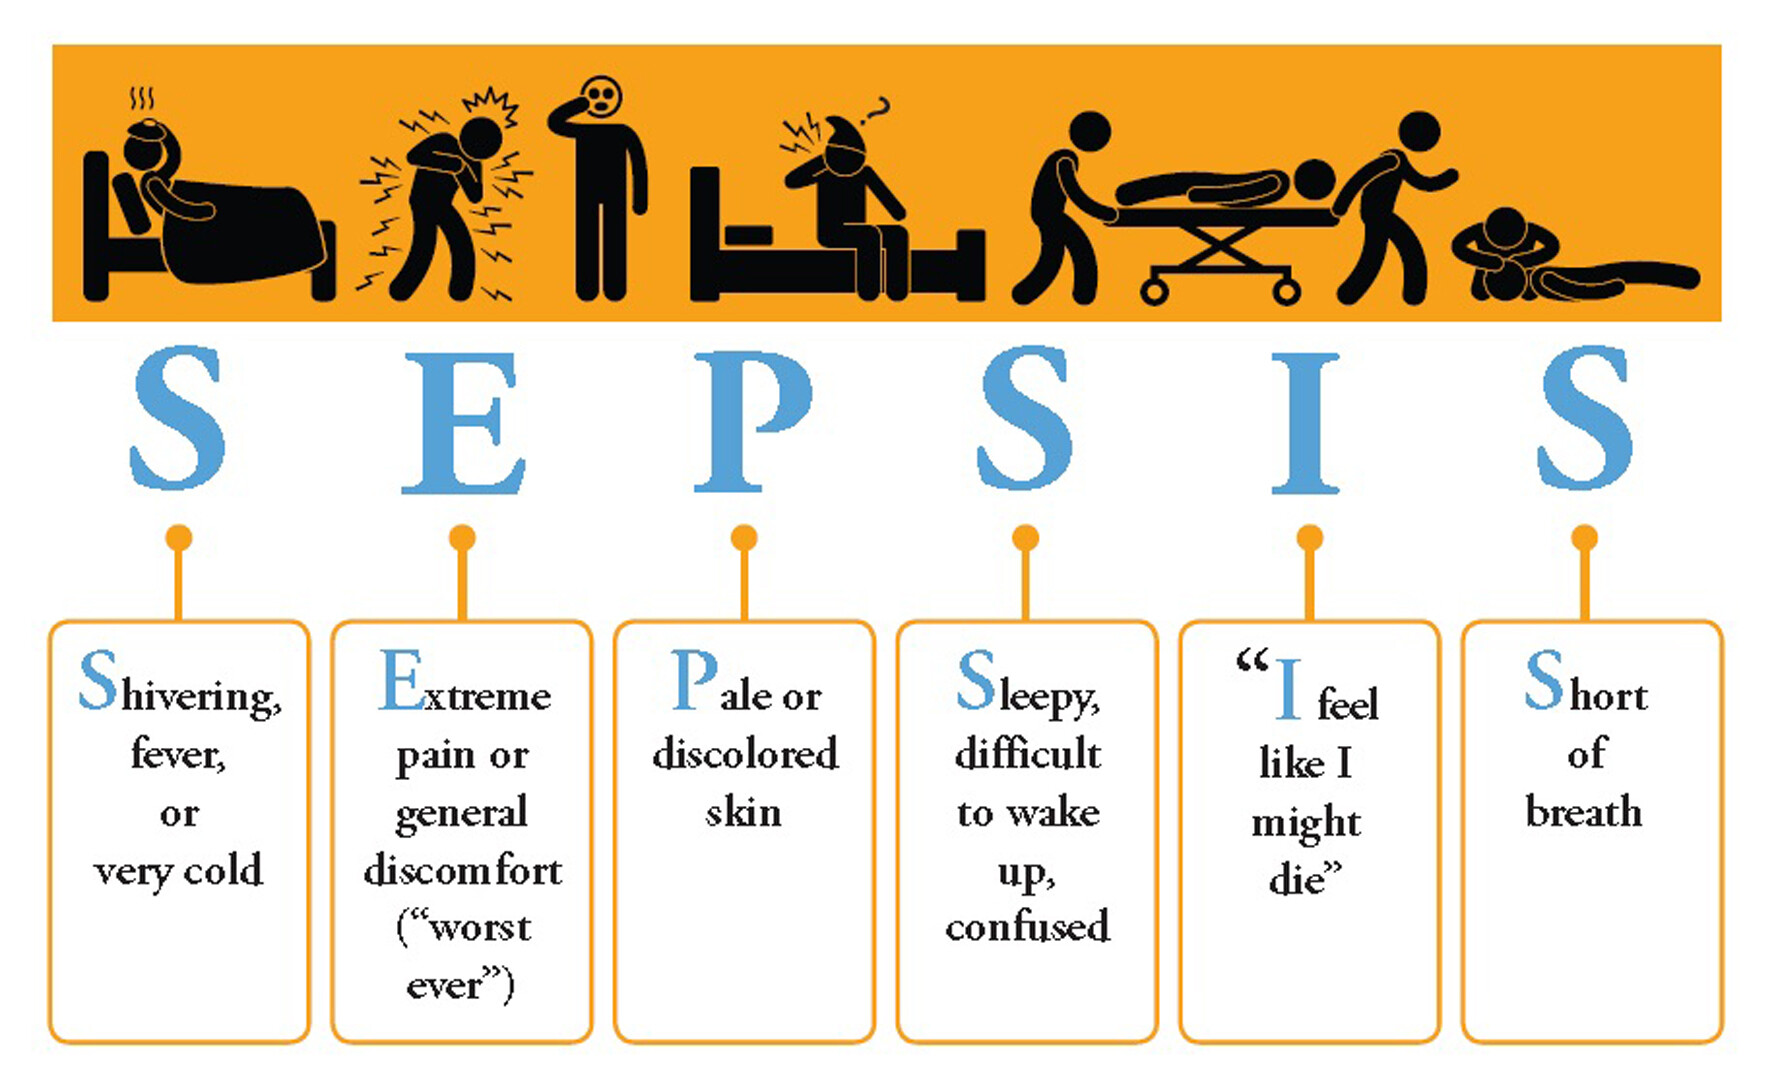 S E P S I S
Shivering,
fever,
or
very cold
Extreme
pain or
general
discomfort
(“worst
ever”)
Pale or
discolored
skin
Sleepy,
difficult
to wake
up,
confused
“I feel
like I
might
die”
Short
of
breath